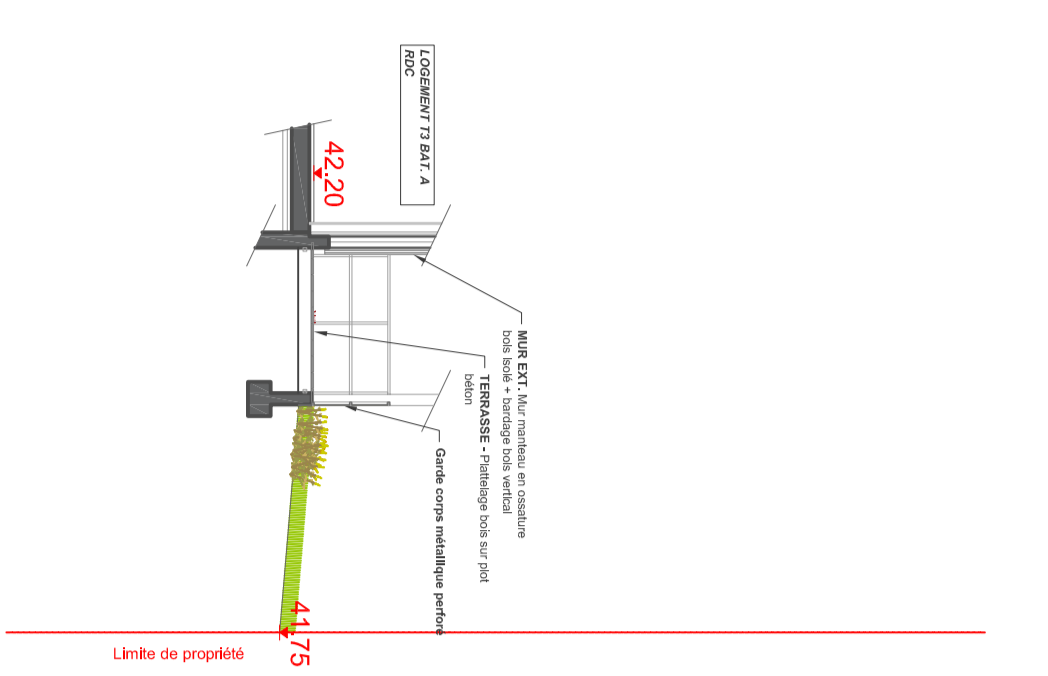 LOGEMENT T3 BAT. A
RDC
42.20
MUR EXT. Mur manteau en ossature
bois isolé + bardage bois vertical
TERRASSE - Plattelage bois sur plot
béton
Garde corps métallique perforé
41.75
Limite de propriété